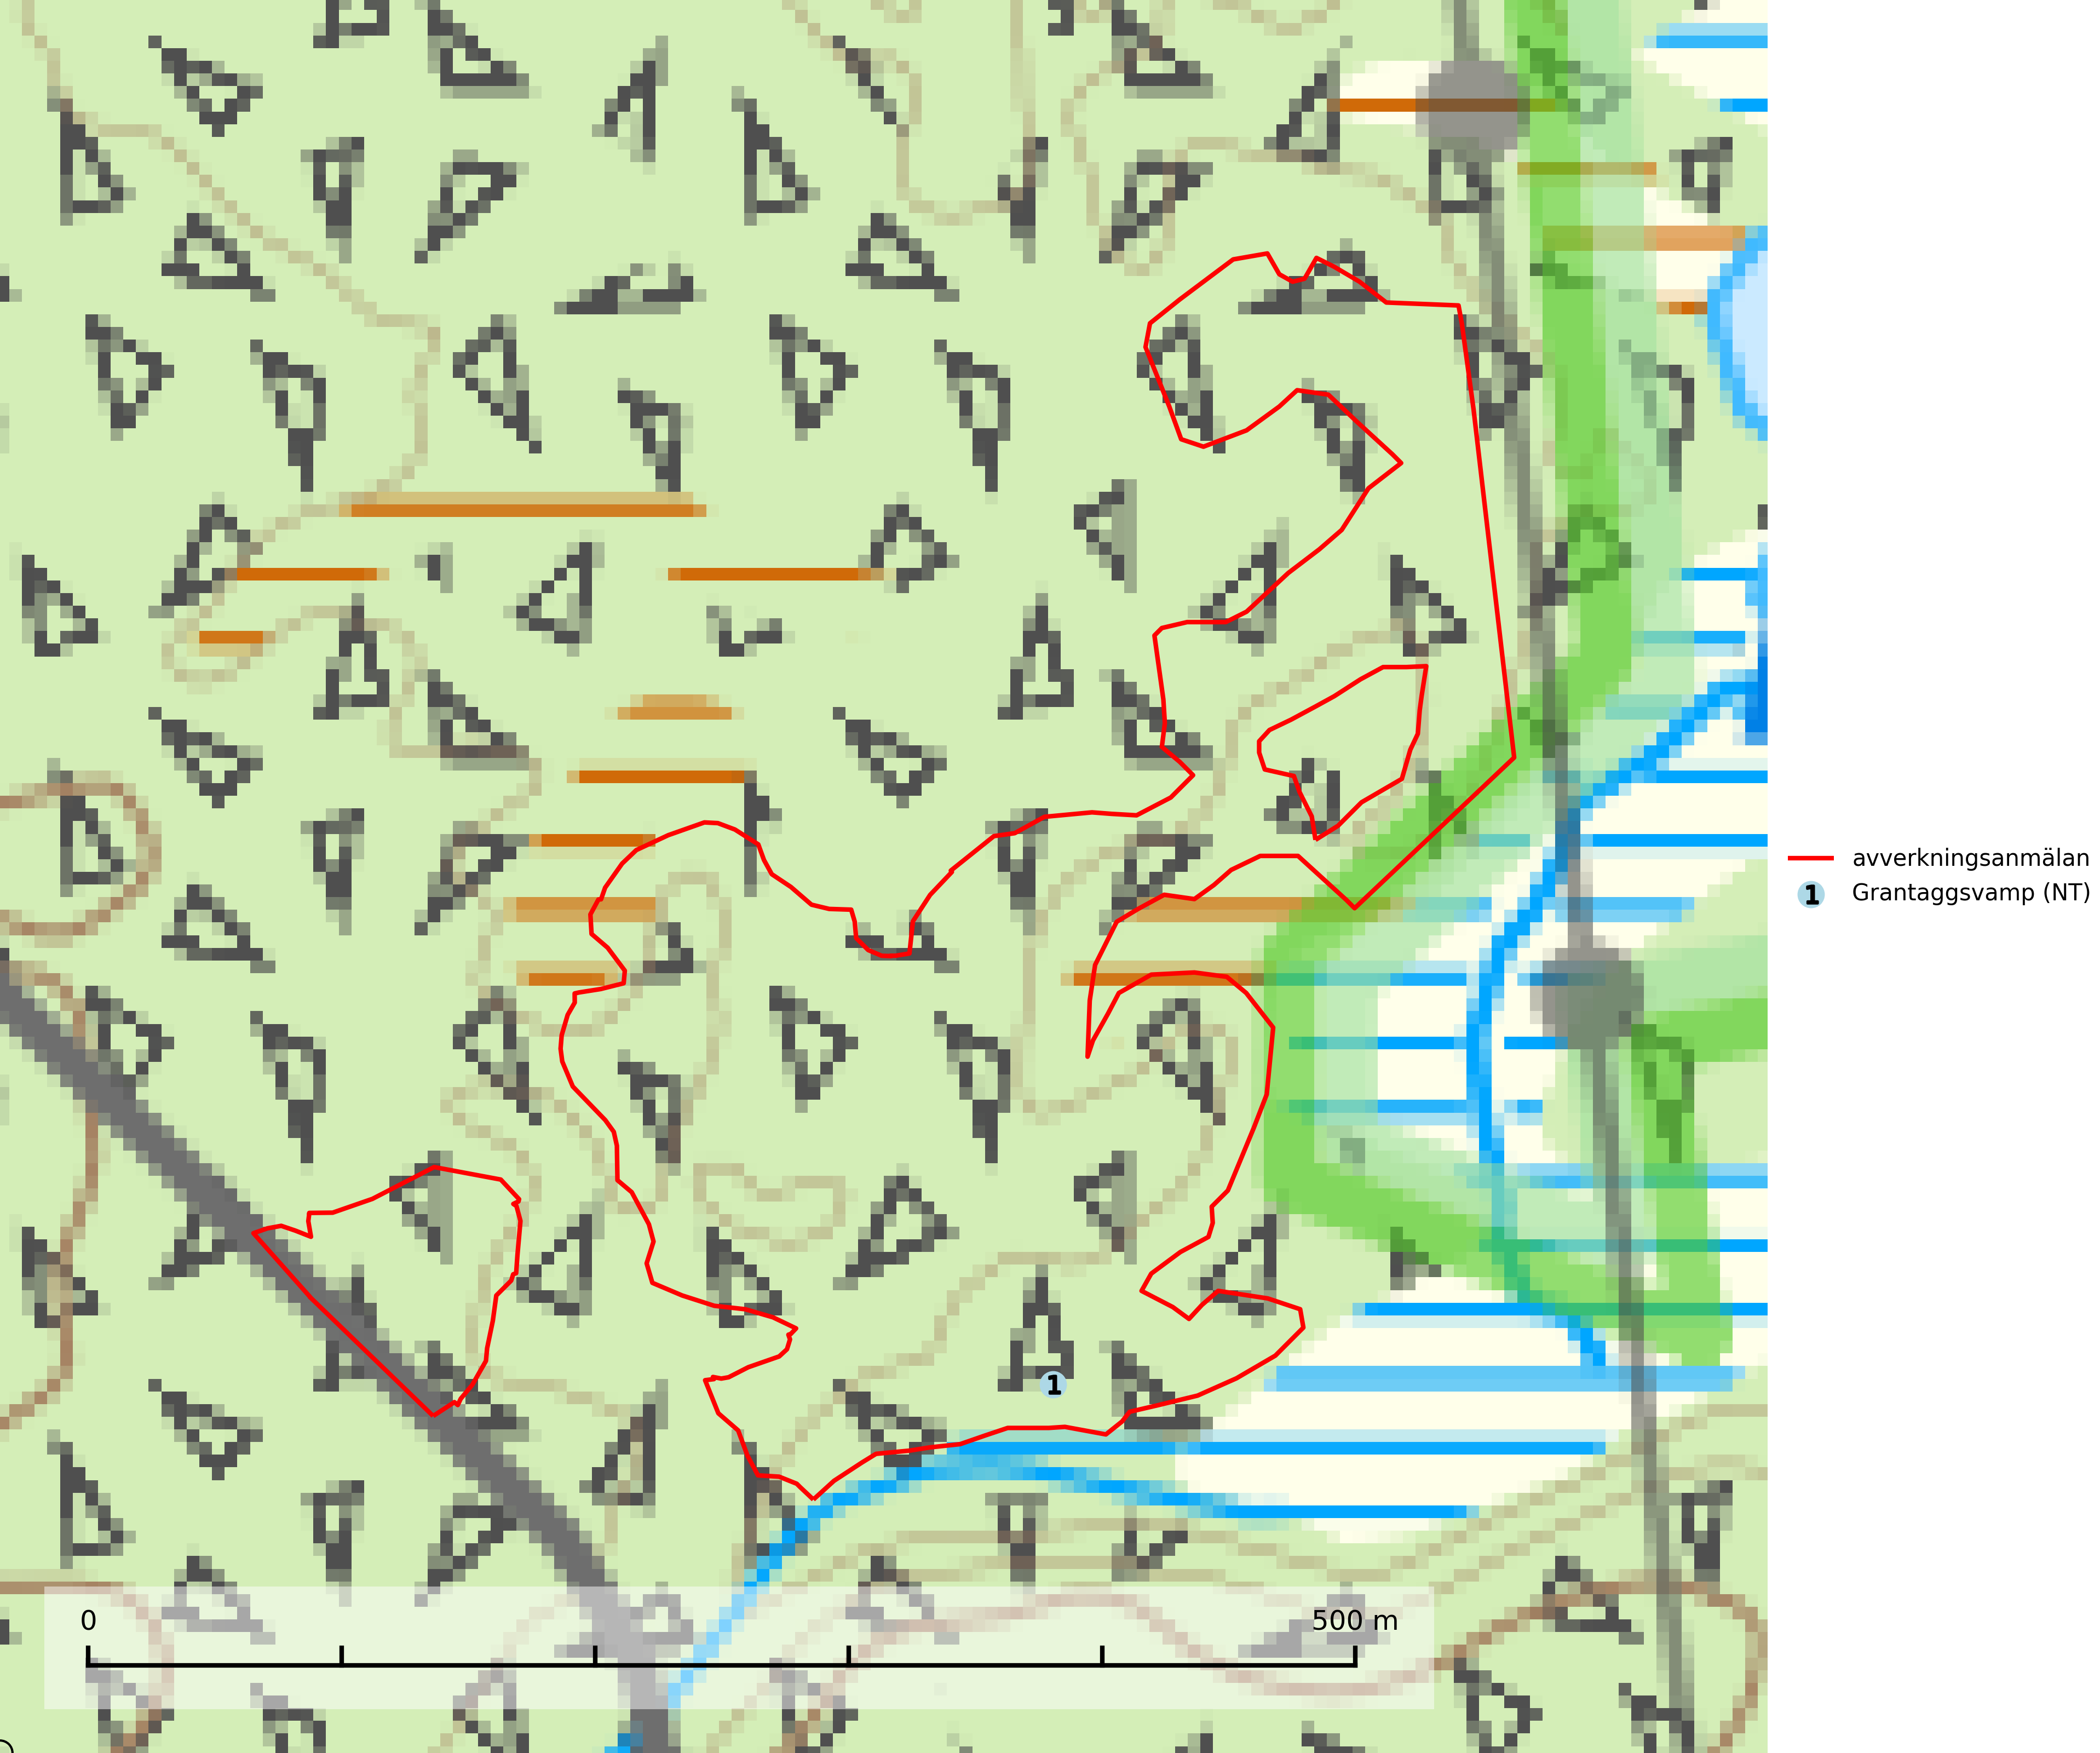 avverkningsanmälan
1 Grantaggsvamp (NT)
1
0 500 m